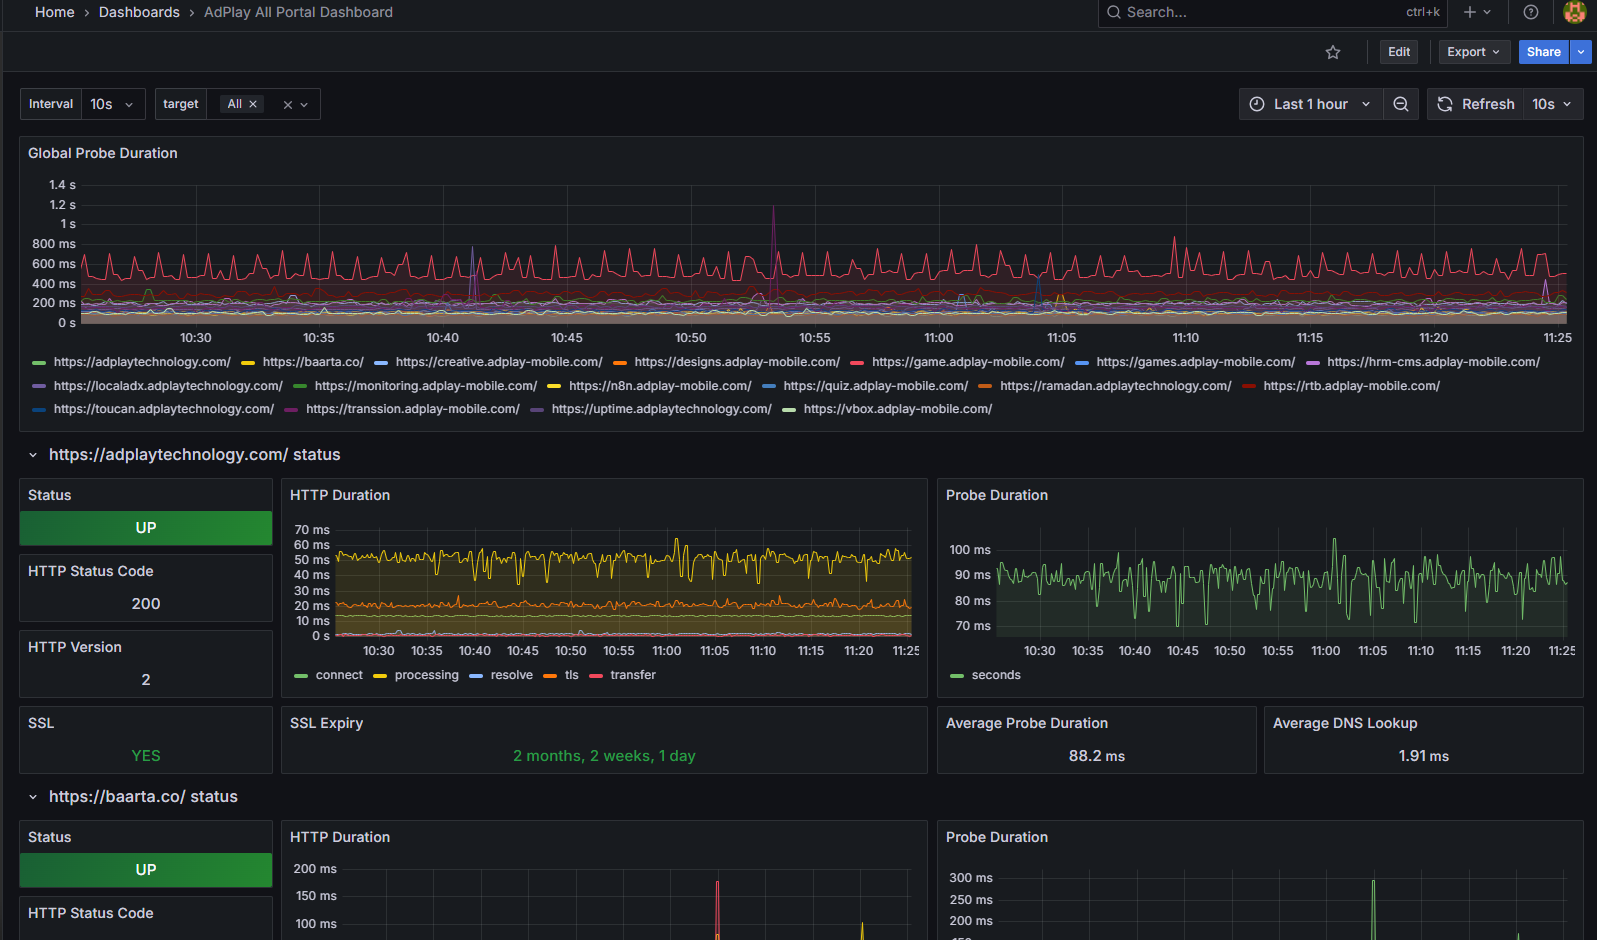 Home › Dashboards › AdPlay All Portal Dashboard
Search... ctrl+k
Edit Export Share
Interval 10s target All
Last 1 hour Refresh 10s
Global Probe Duration
1.4 s
1.2 s
1 s
800 ms
600 ms
400 ms
200 ms
0 s
10:30 10:35 10:40 10:45 10:50 10:55 11:00 11:05 11:10 11:15 11:20 11:25
https://adplaytechnology.com/ https://baarta.co/ https://creative.adplay-mobile.com/ https://designs.adplay-mobile.com/ https://game.adplay-mobile.com/ https://games.adplay-mobile.com/ https://hrm-cms.adplay-mobile.com/
https://localadx.adplaytechnology.com/ https://monitoring.adplay-mobile.com/ https://n8n.adplay-mobile.com/ https://quiz.adplay-mobile.com/ https://ramadan.adplaytechnology.com/ https://rtb.adplay-mobile.com/
https://toucan.adplaytechnology.com/ https://transsion.adplay-mobile.com/ https://uptime.adplaytechnology.com/ https://vbox.adplay-mobile.com/
https://adplaytechnology.com/ status
Status
UP
HTTP Status Code
200
HTTP Version
2
HTTP Duration
70 ms
60 ms
50 ms
40 ms
30 ms
20 ms
10 ms
0 s
10:30 10:35 10:40 10:45 10:50 10:55 11:00 11:05 11:10 11:15 11:20 11:25
connect processing resolve tls transfer
Probe Duration
100 ms
90 ms
80 ms
70 ms
10:30 10:35 10:40 10:45 10:50 10:55 11:00 11:05 11:10 11:15 11:20 11:25
seconds
SSL
YES
SSL Expiry
2 months, 2 weeks, 1 day
Average Probe Duration
88.2 ms
Average DNS Lookup
1.91 ms
https://baarta.co/ status
Status
UP
HTTP Status Code
HTTP Duration
200 ms
150 ms
100 ms
Probe Duration
300 ms
250 ms
200 ms